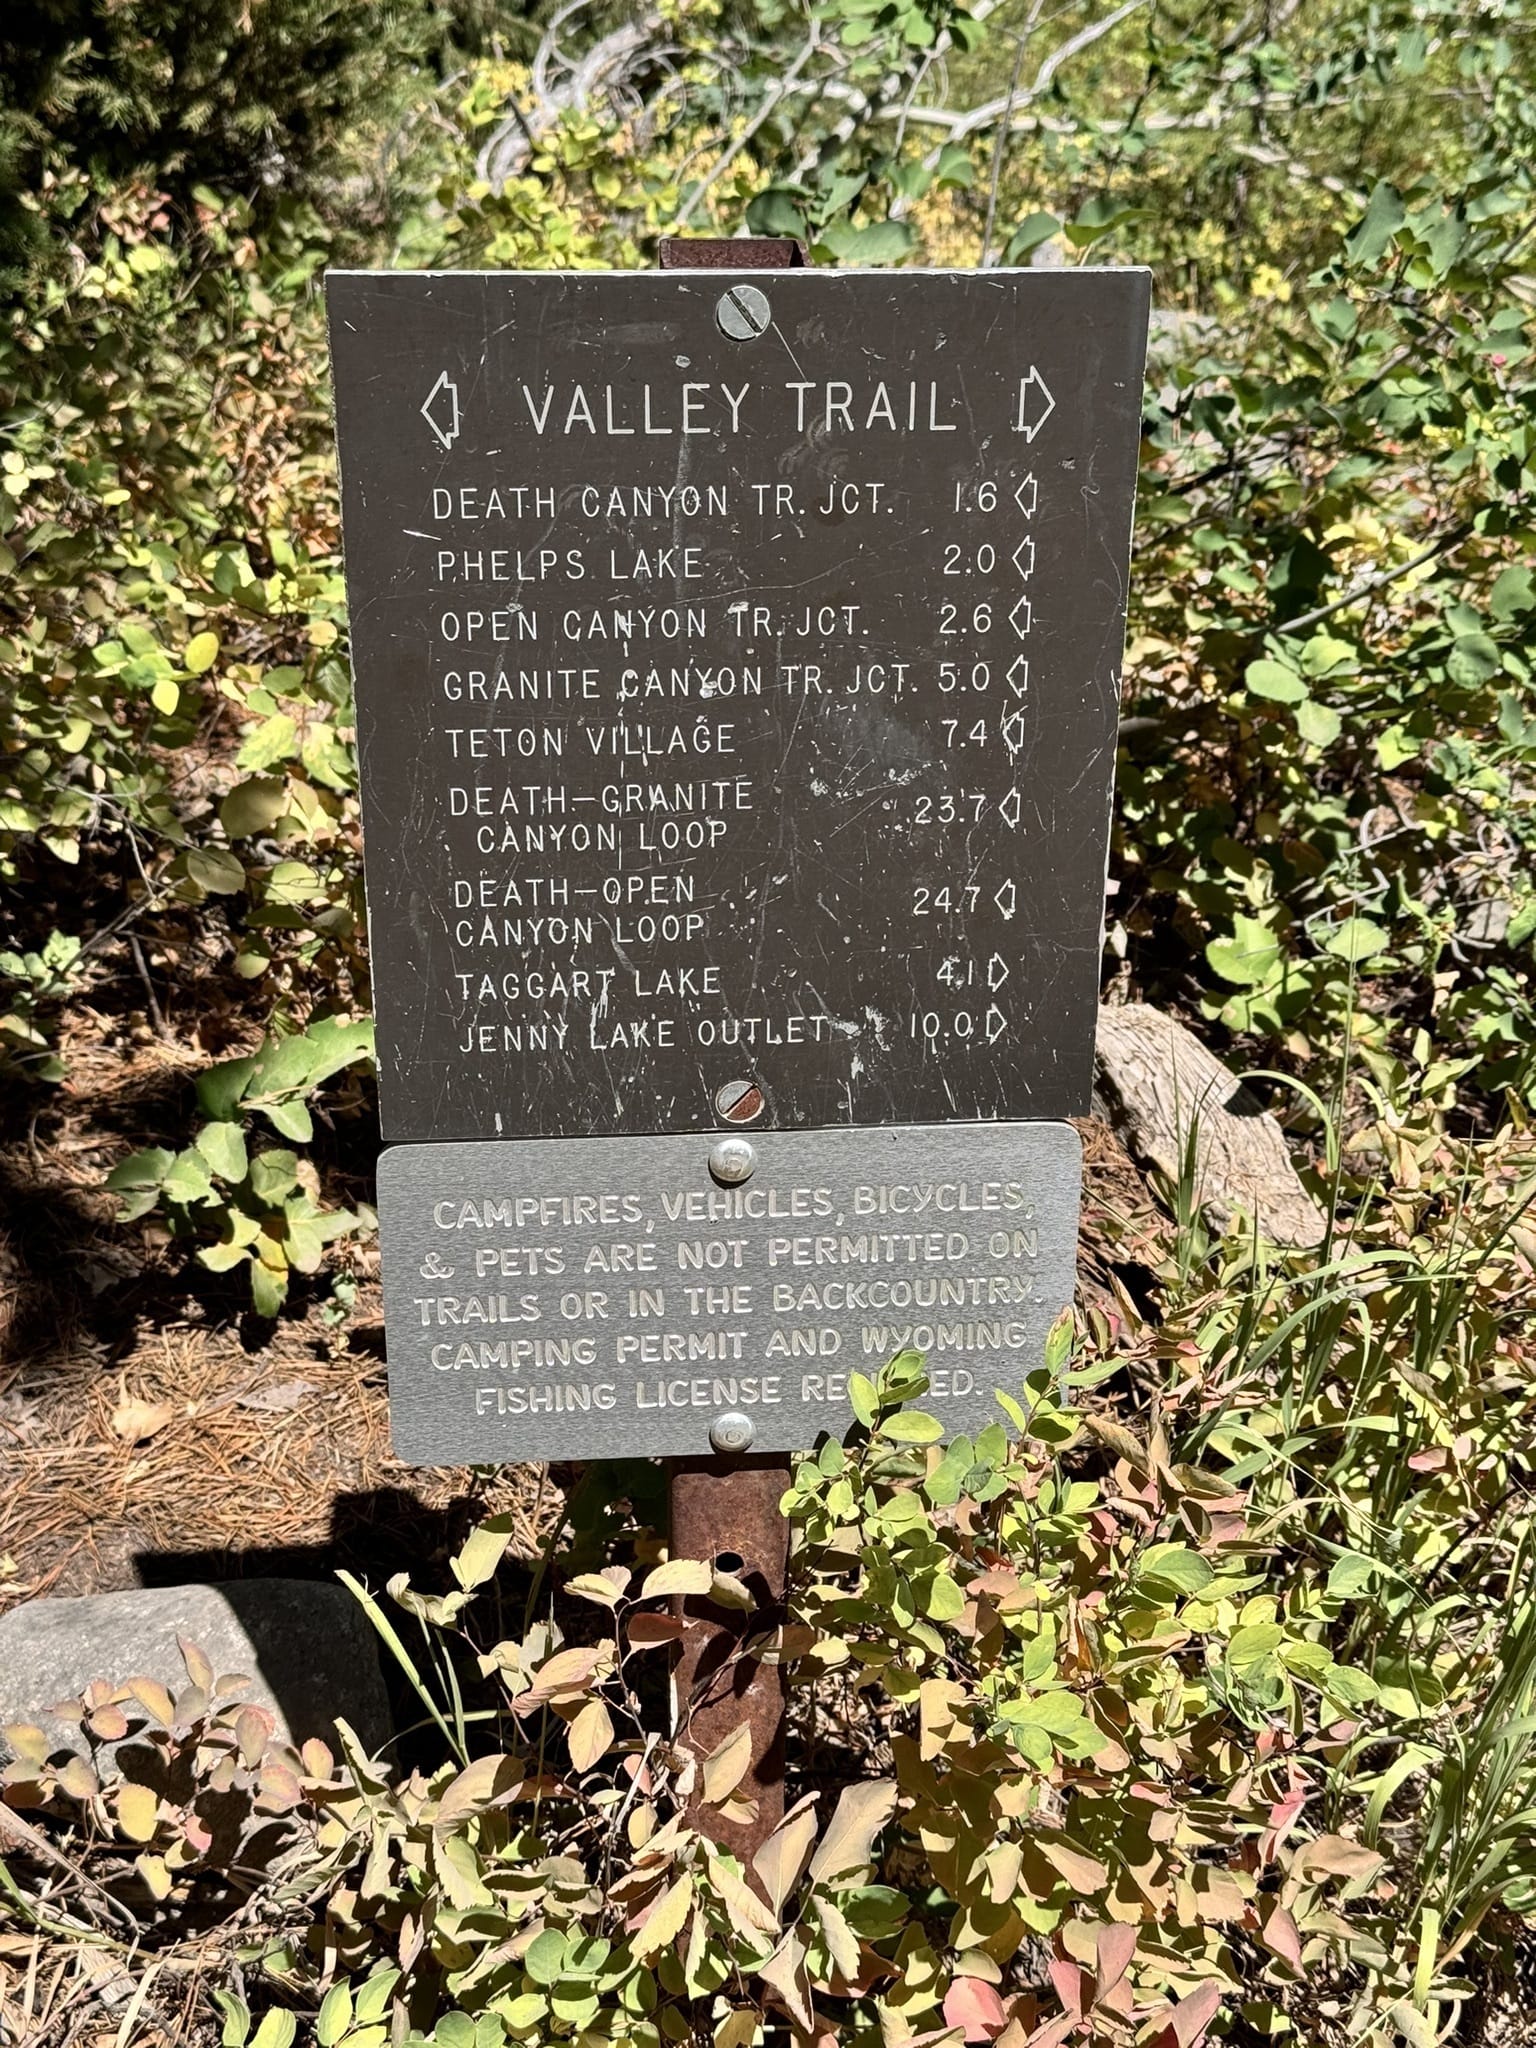 VALLEY TRAIL
DEATH CANYON TR. JCT. 1.6
PHELPS LAKE 2.0
OPEN CANYON TR. JCT. 2.6
GRANITE CANYON TR. JCT. 5.0
TETON VILLAGE 7.4
DEATH-GRANITE
CANYON LOOP 23.7
DEATH-OPEN
CANYON LOOP 24.7
TAGGART LAKE 4.1
JENNY LAKE OUTLET 10.0
CAMPFIRES, VEHICLES, BICYCLES,
& PETS ARE NOT PERMITTED ON
TRAILS OR IN THE BACKCOUNTRY.
CAMPING PERMIT AND WYOMING
FISHING LICENSE